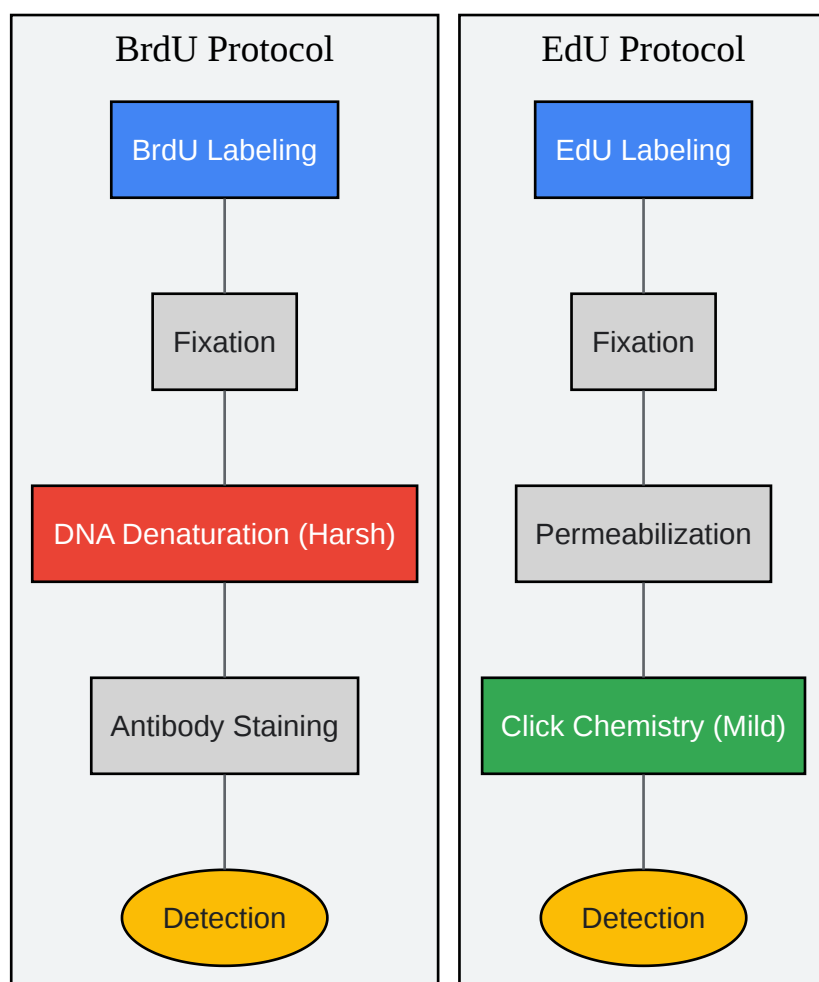 BrdU Protocol
BrdU Labeling
Fixation
DNA Denaturation (Harsh)
Antibody Staining
Detection
EdU Protocol
EdU Labeling
Fixation
Permeabilization
Click Chemistry (Mild)
Detection